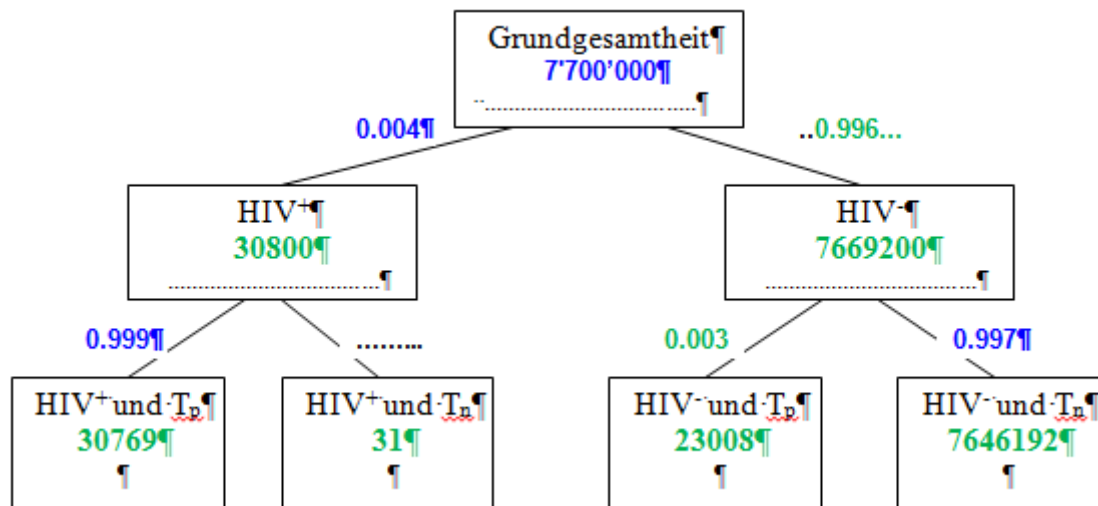 Grundgesamtheit¶
7'700’000¶
..........................................¶
0.004¶ ..0.996...
HIV⁺¶ HIV⁻¶
30800¶ 7669200¶
......................................¶ ......................................¶
0.999¶ ......... 0.003 0.997¶
HIV⁺·und·Tₚ¶ HIV⁺·und·Tₙ¶ HIV⁻·und·Tₚ¶ HIV⁻·und·Tₙ¶
30769¶ 31¶ 23008¶ 7646192¶
¶ ¶ ¶ ¶